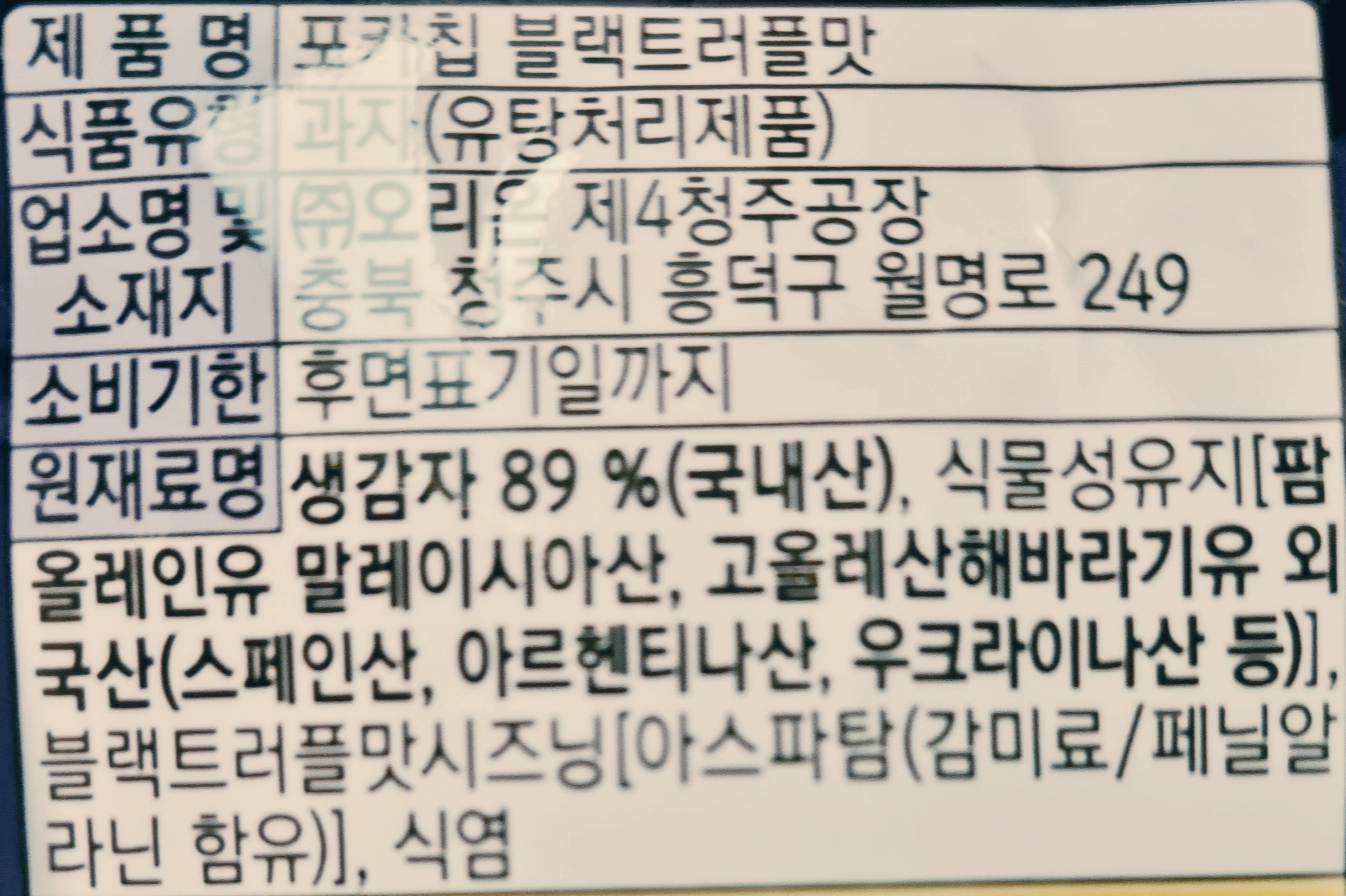 제 품 명 포카칩 블랙트러플맛
식품유형 과자(유탕처리제품)
업소명 및 ㈜오리온 제4청주공장
소재지 충북 청주시 흥덕구 월명로 249
소비기한 후면표기일까지
원재료명 생감자 89 %(국내산), 식물성유지[팜
올레인유 말레이시아산, 고올레산해바라기유 외
국산(스페인산, 아르헨티나산, 우크라이나산 등)],
블랙트러플맛시즈닝[아스파탐(감미료/페닐알
라닌 함유)], 식염